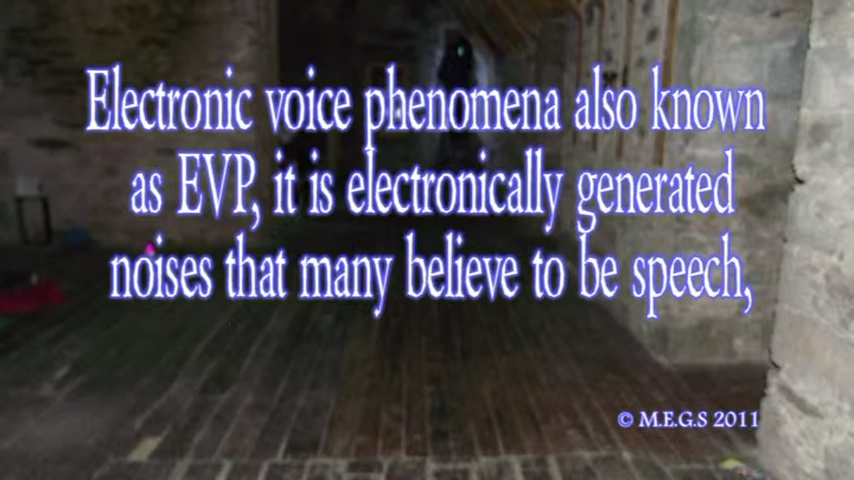 Electronic voice phenomena also known
as EVP, it is electronically generated
noises that many believe to be speech,
© M.E.G.S 2011